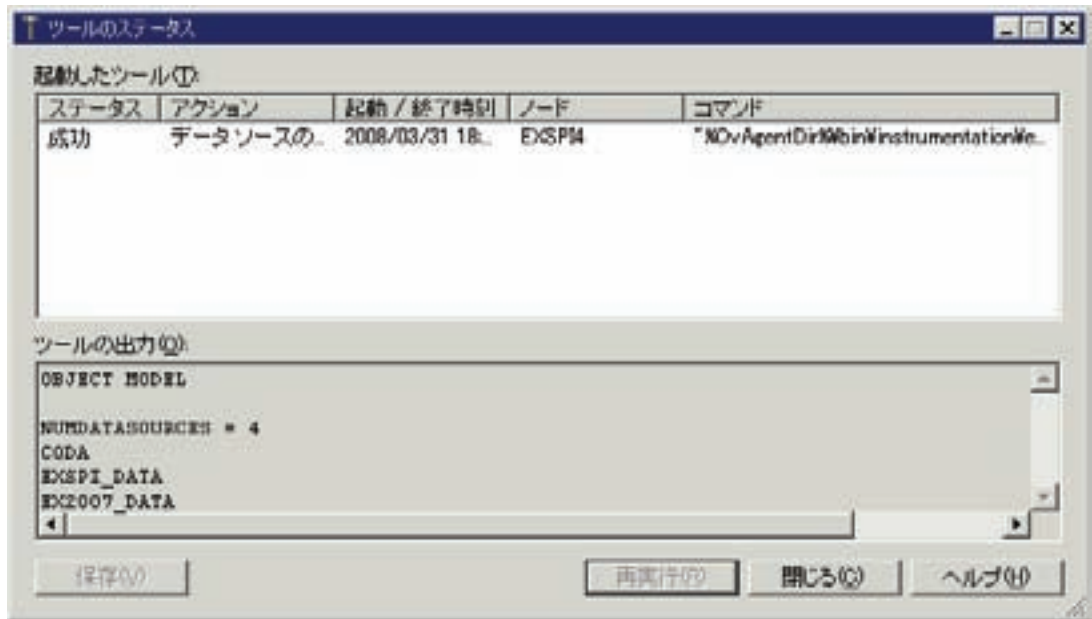 ツールのステータス
起動したツール(T):
ステータス アクション 起動 / 終了時刻 ノード コマンド
成功 データ ソースの... 2008/03/31 18:... EXSPI4 "%OvAgentDir%¥bin¥instrumentation¥e...
ツールの出力(O):
OBJECT MODEL
NUMDATASOURCES = 4
CODA
EXSPI_DATA
EX2007_DATA
保存(V) 再実行(R) 閉じる(C) ヘルプ(H)